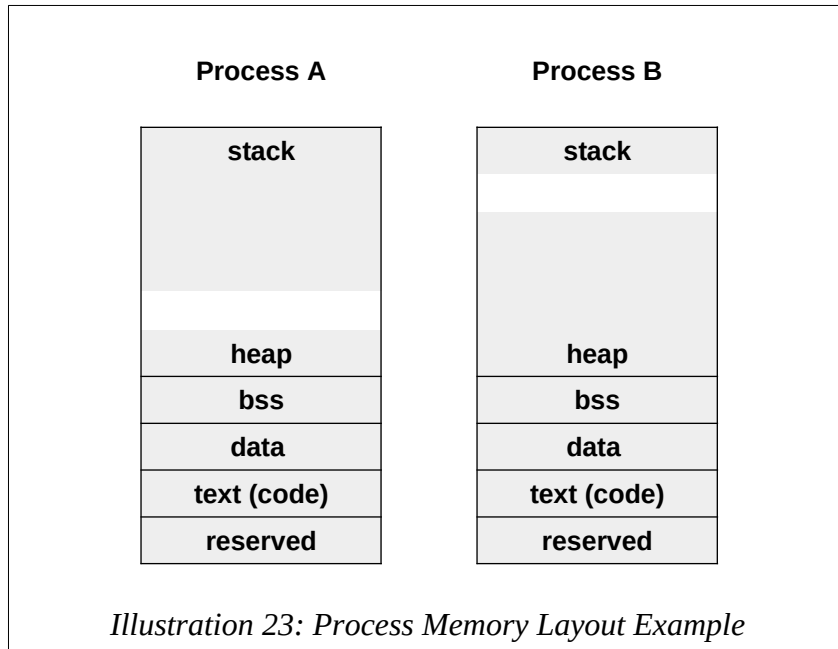 Process A
Process B
stack
stack
heap
heap
bss
bss
data
data
text (code)
text (code)
reserved
reserved
Illustration 23: Process Memory Layout Example